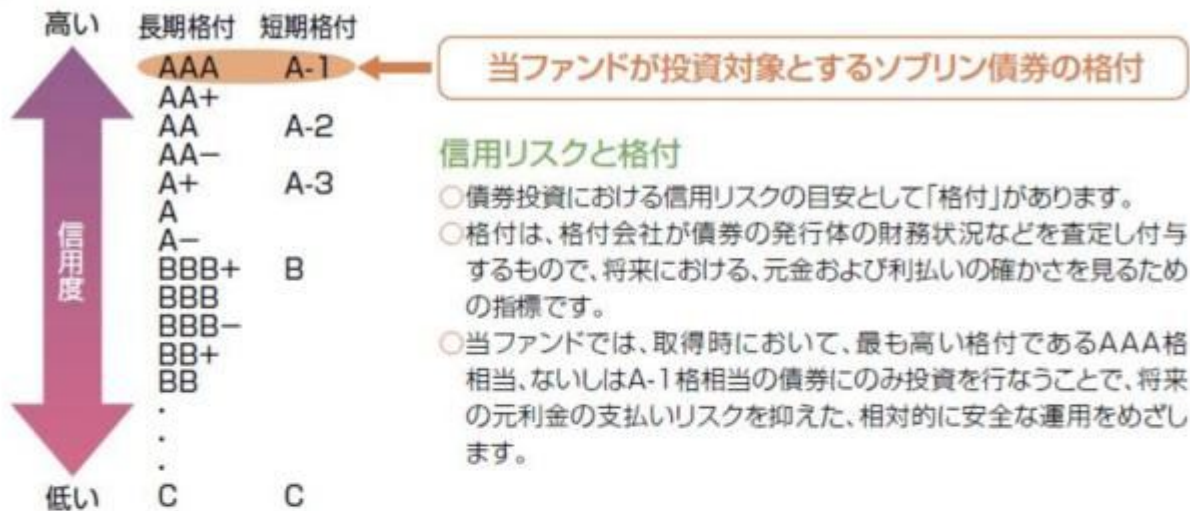 高い 長期格付 短期格付
AAA A-1
当ファンドが投資対象とするソブリン債券の格付
AA+
AA A-2
AA−
A+ A-3
A
A−
BBB+ B
BBB
BBB−
BB+
BB
・
・
・
低い C C
信用度
信用リスクと格付
○債券投資における信用リスクの目安として「格付」があります。
○格付は、格付会社が債券の発行体の財務状況などを査定し付与
するもので、将来における、元金および利払いの確かさを見るため
の指標です。
○当ファンドでは、取得時において、最も高い格付であるAAA格
相当、ないしはA-1格相当の債券にのみ投資を行なうことで、将来
の元利金の支払いリスクを抑えた、相対的に安全な運用をめざし
ます。